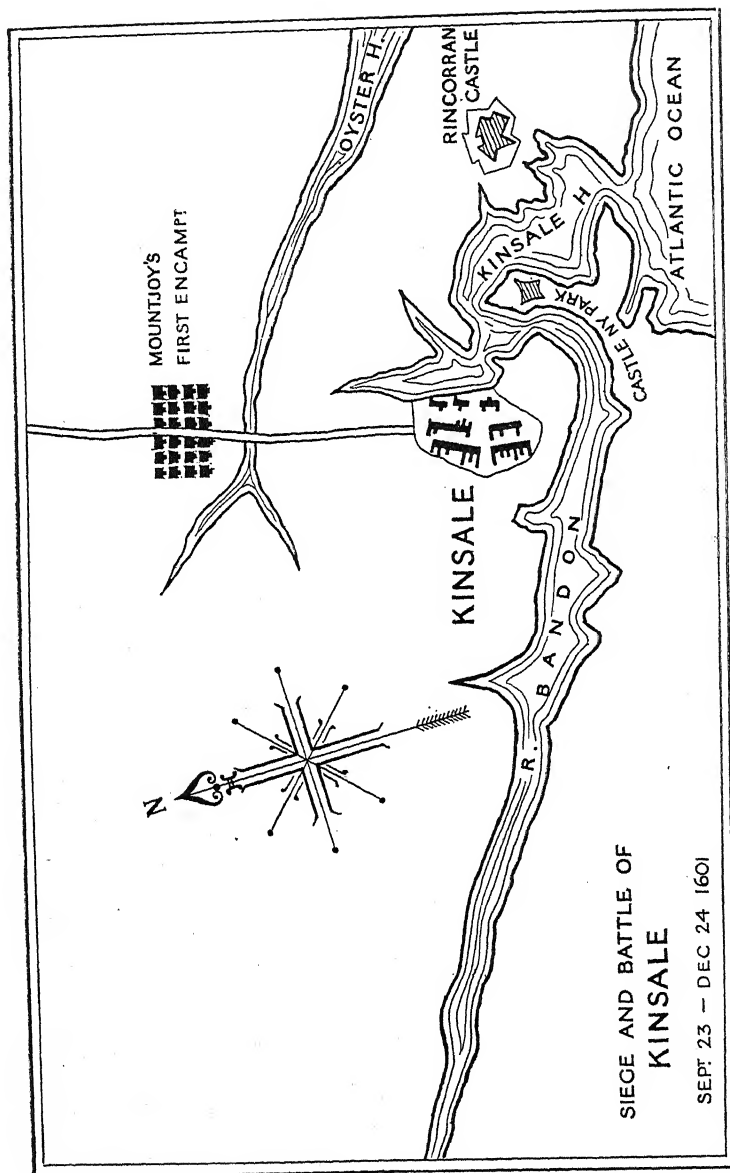 MOUNTJOY'S
FIRST ENCAMPT.
OYSTER H.
RINCORRAN
CASTLE
KINSALE H
CASTLE NY PARK
ATLANTIC OCEAN
KINSALE
R. BANDON
N
SIEGE AND BATTLE OF
KINSALE
SEPT. 23 – DEC 24 1601